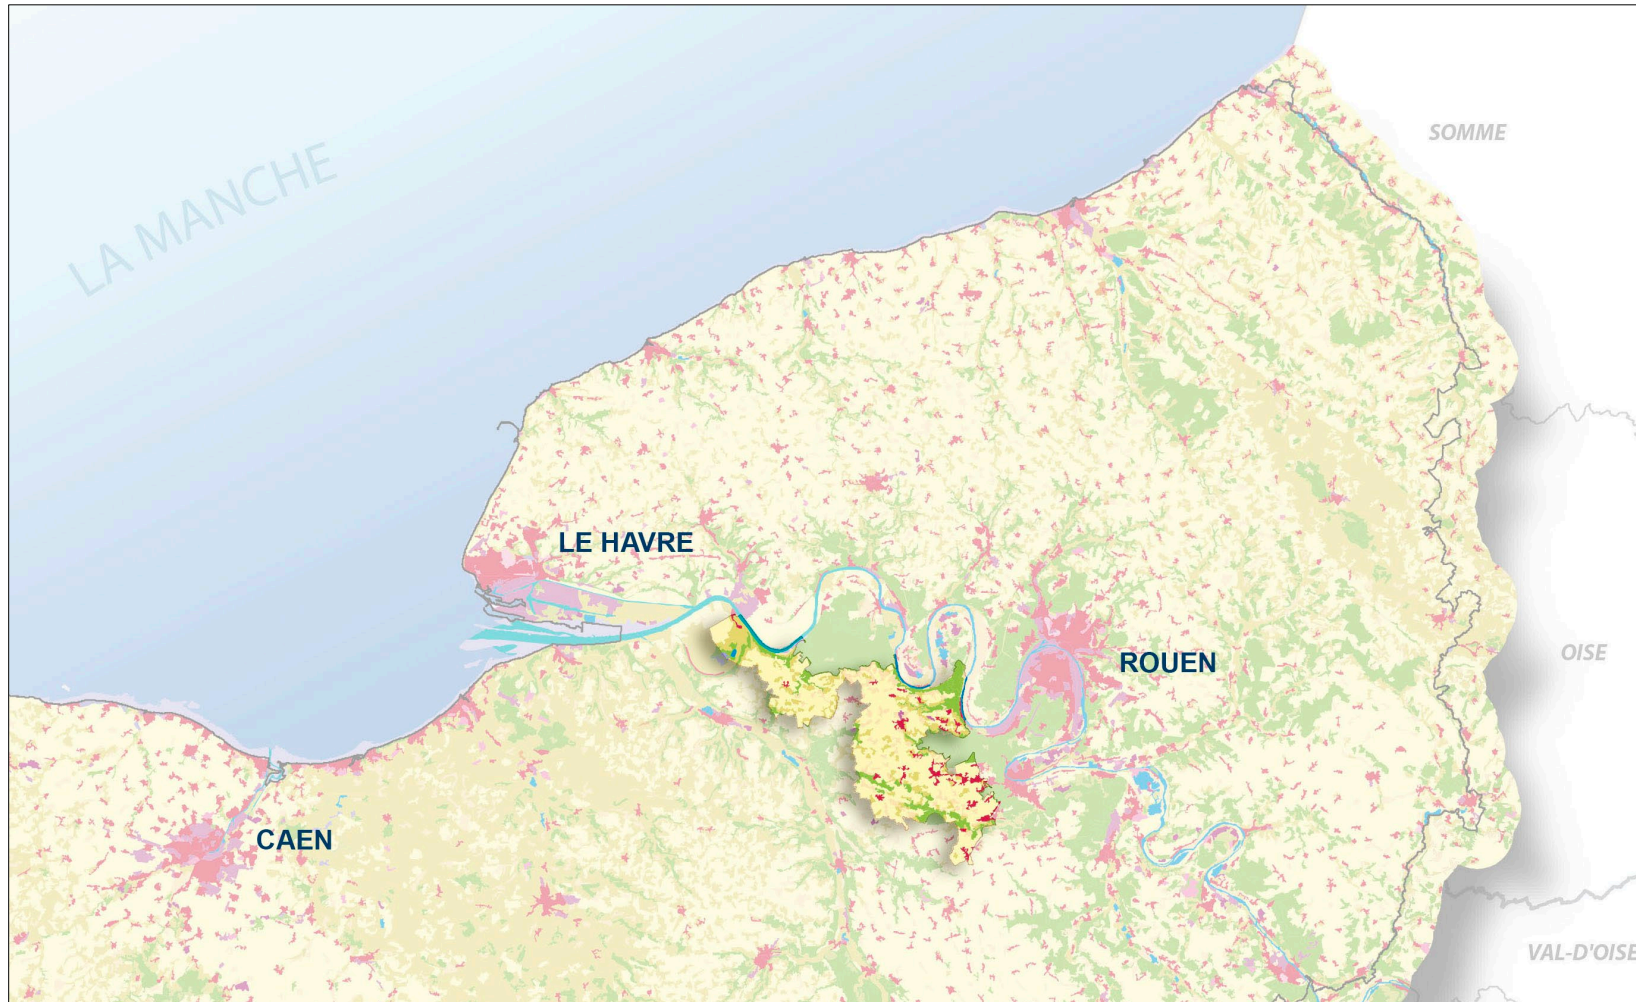 SOMME
LA MANCHE
LE HAVRE
ROUEN
OISE
CAEN
VAL-D'OISE